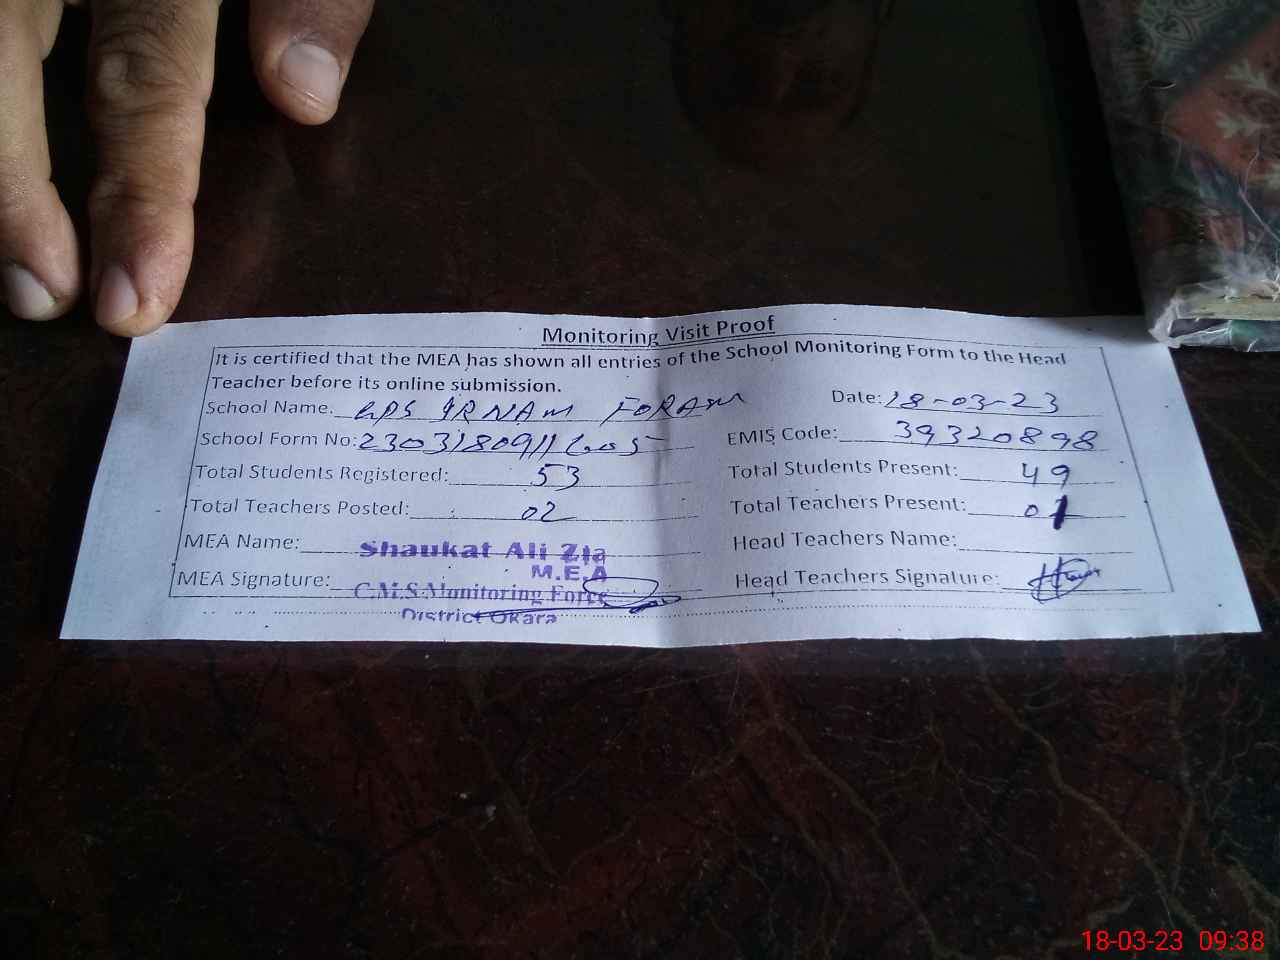 Monitoring Visit Proof
It is certified that the MEA has shown all entries of the School Monitoring Form to the Head
Teacher before its online submission.
School Name. GPS IRNAM FORAM Date: 18-03-23
School Form No: EMIS Code: 39320898
Total Students Registered: 53 Total Students Present: 49
Total Teachers Posted: 02 Total Teachers Present: 01
MEA Name: Shaukat Ali Zia Head Teachers Name:
M.E.A
MEA Signature: C.M.S Monitoring Force Head Teachers Signature:
District Okara
18-03-23 09:38